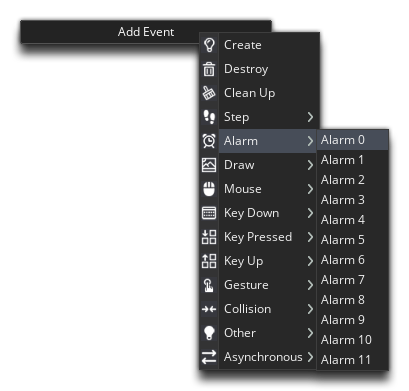 Add Event
Create
Destroy
Clean Up
Step
Alarm
Draw
Mouse
Key Down
Key Pressed
Key Up
Gesture
Collision
Other
Asynchronous
Alarm 0
Alarm 1
Alarm 2
Alarm 3
Alarm 4
Alarm 5
Alarm 6
Alarm 7
Alarm 8
Alarm 9
Alarm 10
Alarm 11